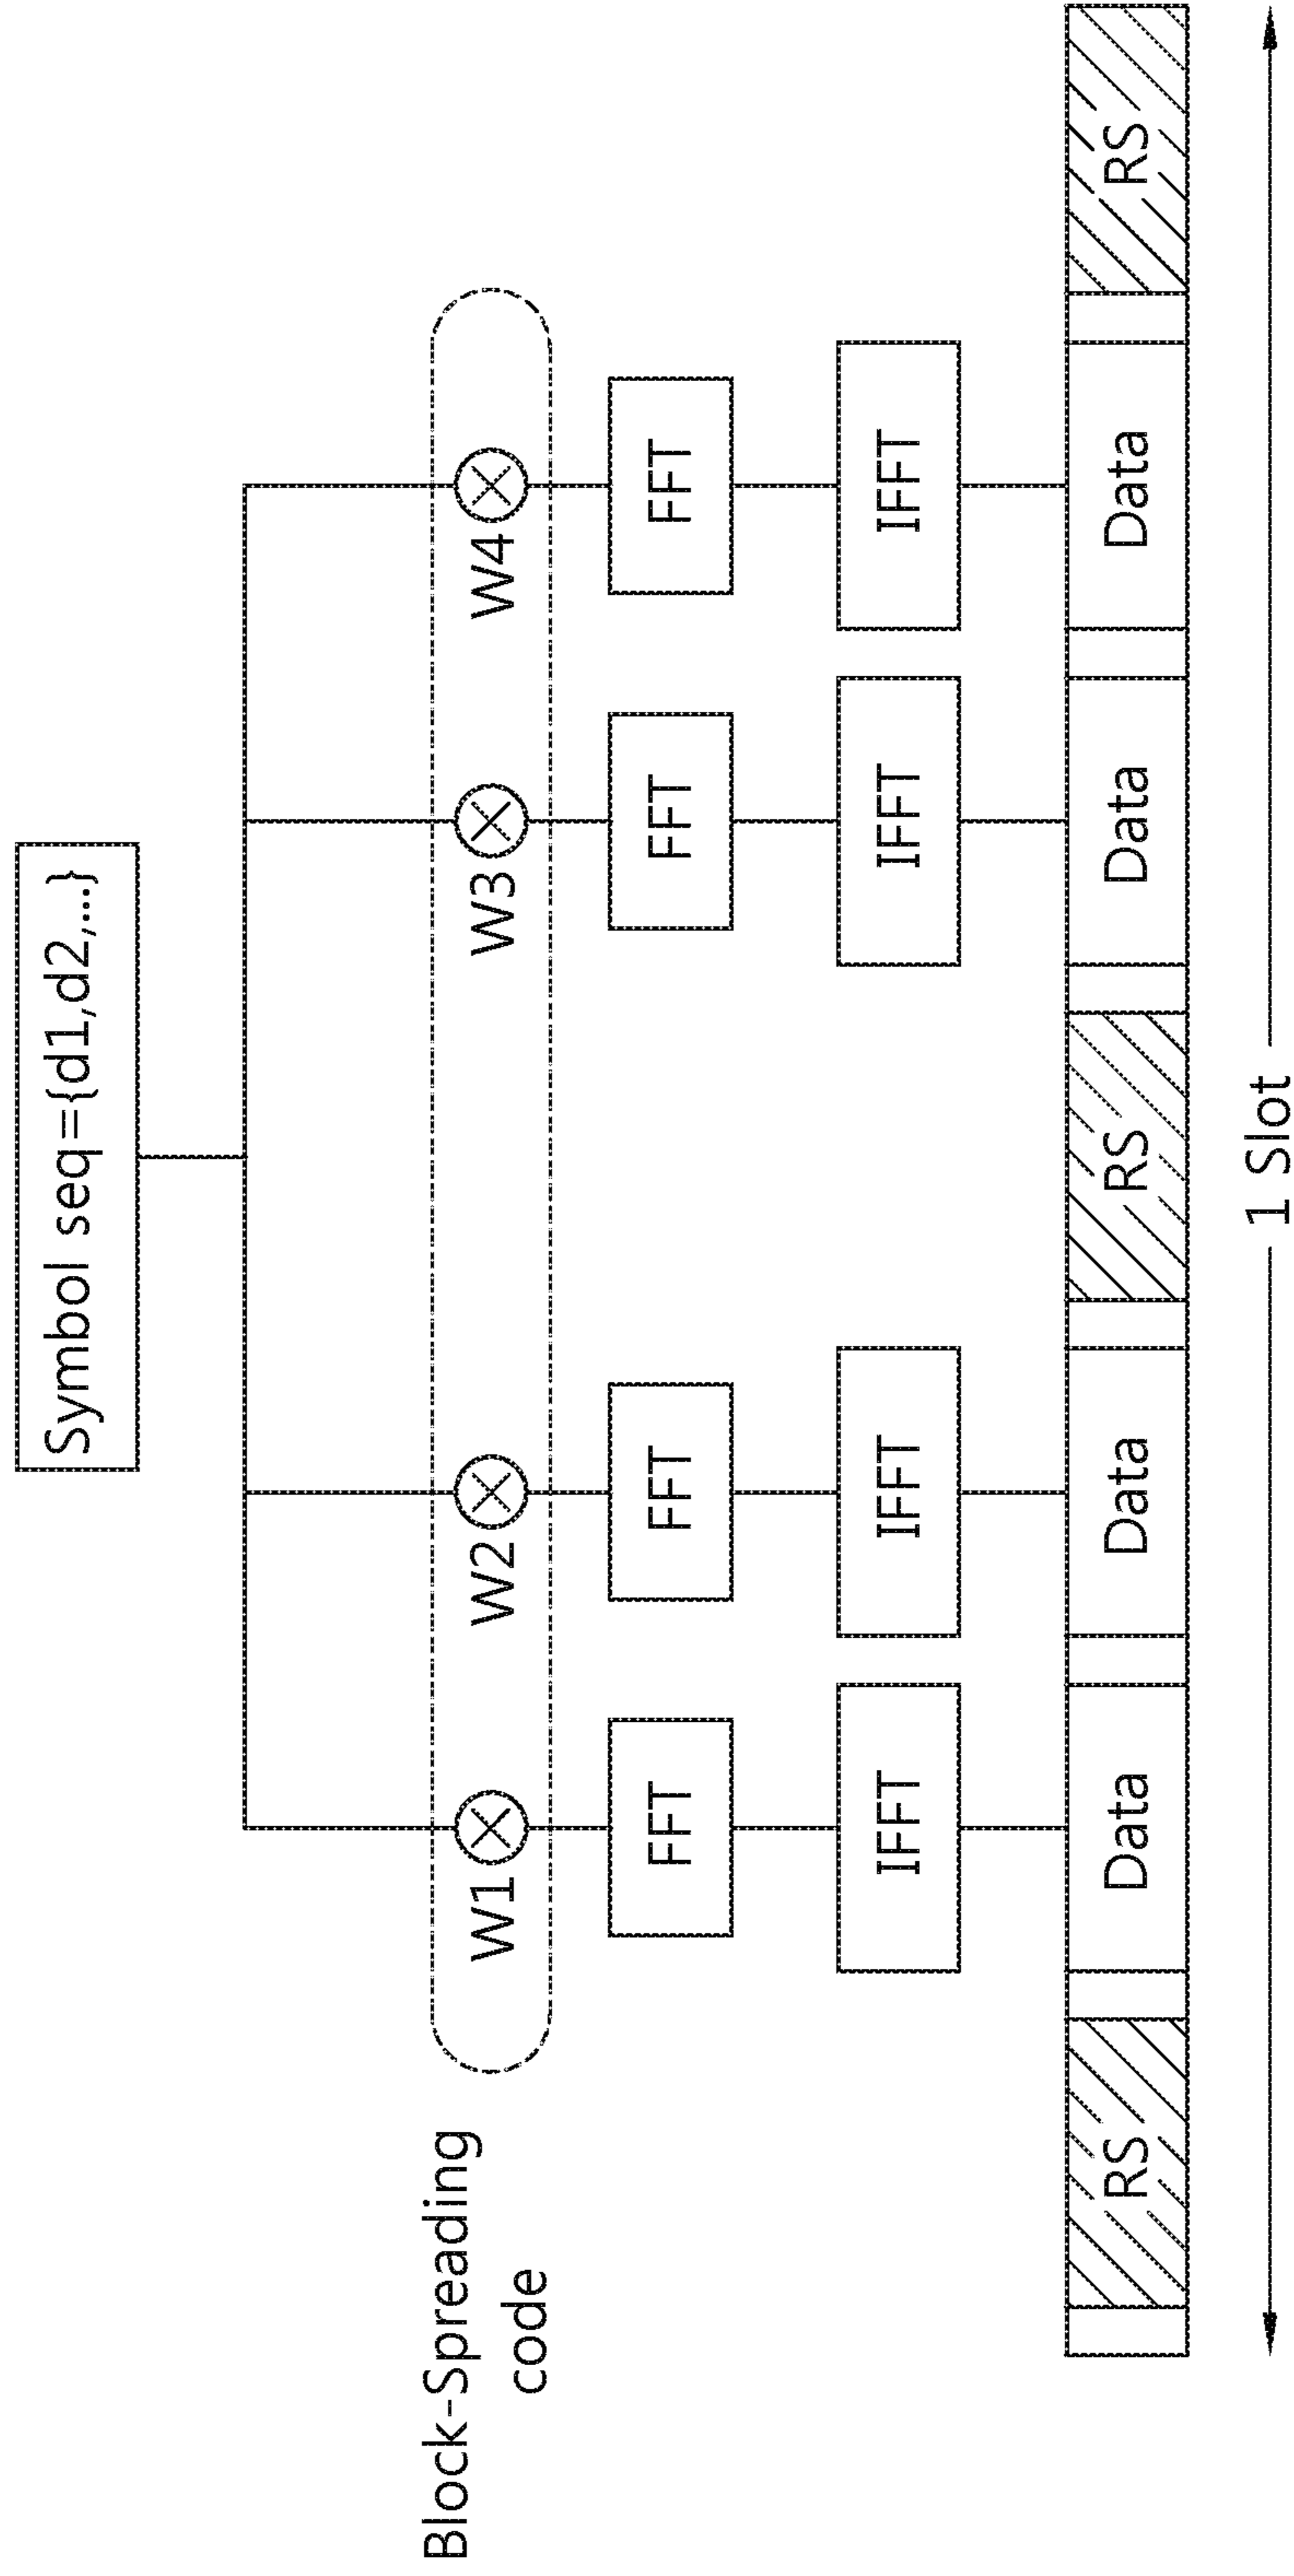 Symbol seq={d1,d2,...}
Block-Spreading
code
W1
W2
W3
W4
FFT
FFT
FFT
FFT
IFFT
IFFT
IFFT
IFFT
RS
Data
Data
RS
Data
Data
RS
1 Slot